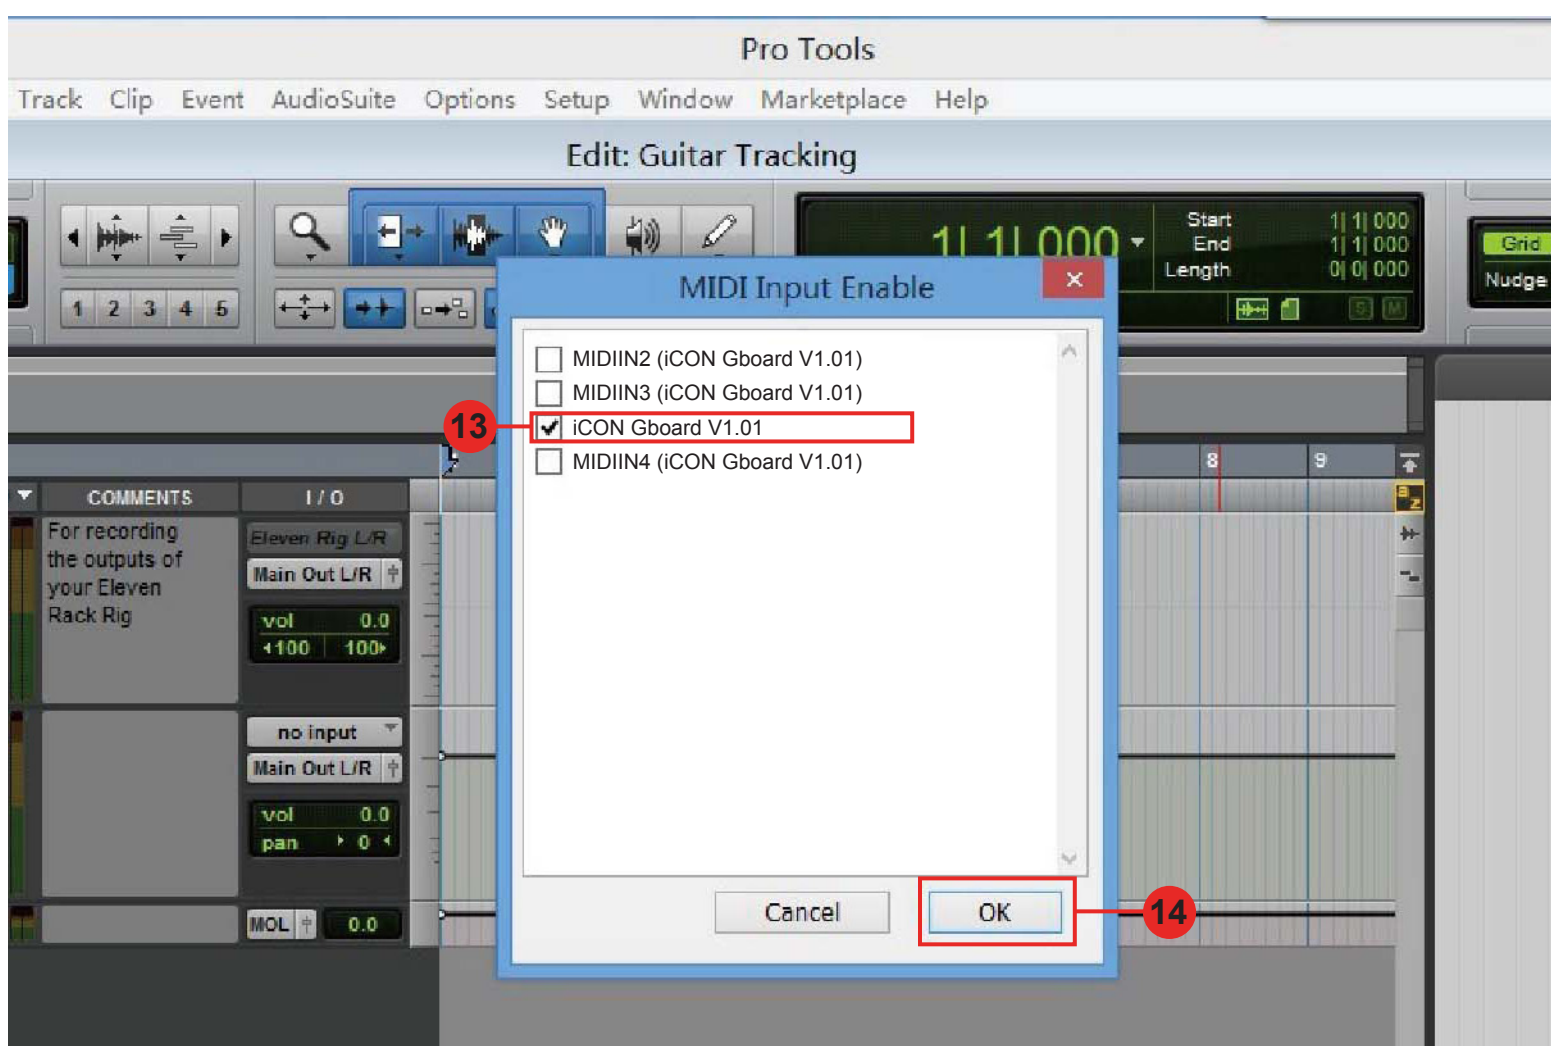 Pro Tools
Track Clip Event AudioSuite Options Setup Window Marketplace Help
Edit: Guitar Tracking
1| 1| 000
Start 1| 1| 000
End 1| 1| 000
Length 0| 0| 000
Grid
Nudge
1 2 3 4 5
S M
MIDI Input Enable
MIDIIN2 (iCON Gboard V1.01)
MIDIIN3 (iCON Gboard V1.01)
13
iCON Gboard V1.01
MIDIIN4 (iCON Gboard V1.01)
8 9
COMMENTS I / O
a z
For recording
the outputs of
your Eleven
Rack Rig
Eleven Rig L/R
Main Out L/R
vol 0.0
100 100
no input
Main Out L/R
vol 0.0
pan 0
MOL 0.0
Cancel OK
14